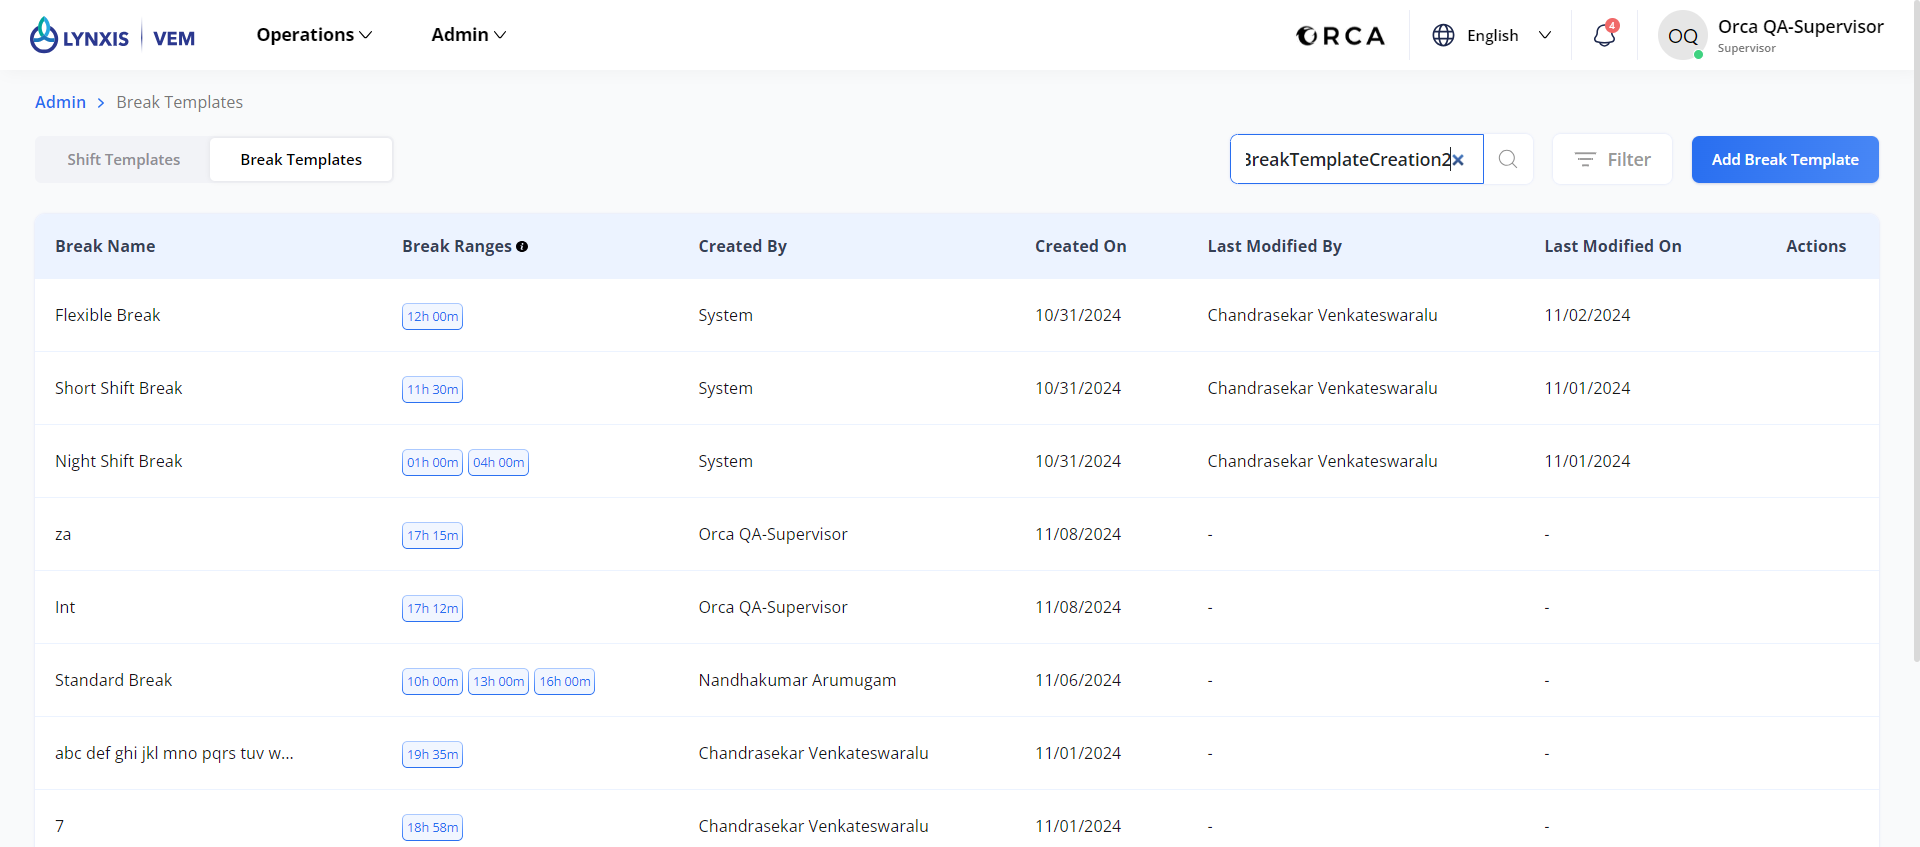 LYNXIS VEM Operations Admin ORCA English 4 OQ Orca QA-Supervisor
Supervisor
Admin > Break Templates
Shift Templates Break Templates BreakTemplateCreation2 Filter Add Break Template
Break Name Break Ranges Created By Created On Last Modified By Last Modified On Actions
Flexible Break 12h 00m System 10/31/2024 Chandrasekar Venkateswaralu 11/02/2024
Short Shift Break 11h 30m System 10/31/2024 Chandrasekar Venkateswaralu 11/01/2024
Night Shift Break 01h 00m 04h 00m System 10/31/2024 Chandrasekar Venkateswaralu 11/01/2024
za 17h 15m Orca QA-Supervisor 11/08/2024 - -
Int 17h 12m Orca QA-Supervisor 11/08/2024 - -
Standard Break 10h 00m 13h 00m 16h 00m Nandhakumar Arumugam 11/06/2024 - -
abc def ghi jkl mno pqrs tuv w... 19h 35m Chandrasekar Venkateswaralu 11/01/2024 - -
7 18h 58m Chandrasekar Venkateswaralu 11/01/2024 - -